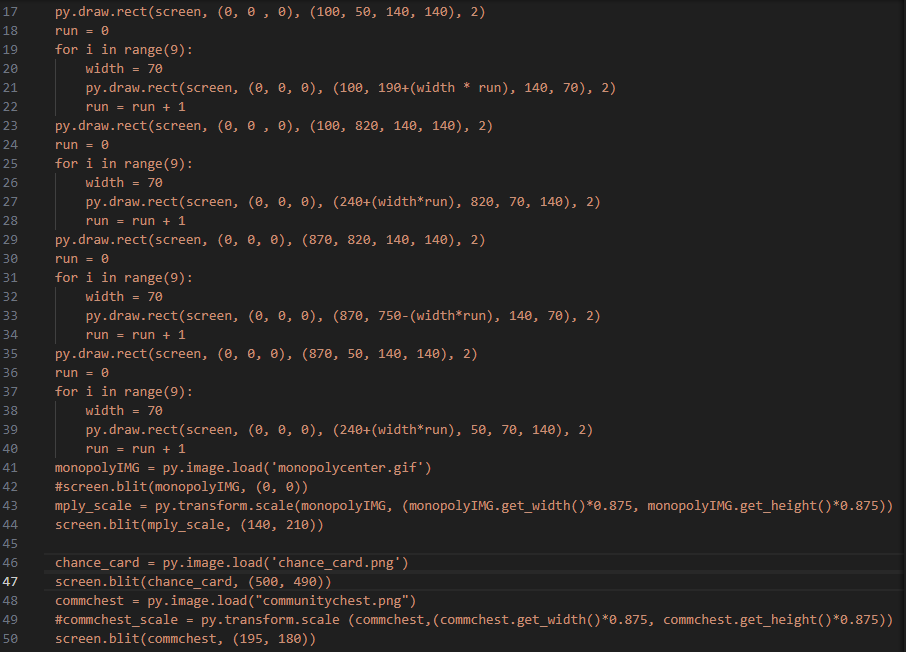 17 py.draw.rect(screen, (0, 0 , 0), (100, 50, 140, 140), 2)
18 run = 0
19 for i in range(9):
20     width = 70
21     py.draw.rect(screen, (0, 0, 0), (100, 190+(width * run), 140, 70), 2)
22     run = run + 1
23 py.draw.rect(screen, (0, 0 , 0), (100, 820, 140, 140), 2)
24 run = 0
25 for i in range(9):
26     width = 70
27     py.draw.rect(screen, (0, 0, 0), (240+(width*run), 820, 70, 140), 2)
28     run = run + 1
29 py.draw.rect(screen, (0, 0, 0), (870, 820, 140, 140), 2)
30 run = 0
31 for i in range(9):
32     width = 70
33     py.draw.rect(screen, (0, 0, 0), (870, 750-(width*run), 140, 70), 2)
34     run = run + 1
35 py.draw.rect(screen, (0, 0, 0), (870, 50, 140, 140), 2)
36 run = 0
37 for i in range(9):
38     width = 70
39     py.draw.rect(screen, (0, 0, 0), (240+(width*run), 50, 70, 140), 2)
40     run = run + 1
41 monopolyIMG = py.image.load('monopolycenter.gif')
42 #screen.blit(monopolyIMG, (0, 0))
43 mply_scale = py.transform.scale(monopolyIMG, (monopolyIMG.get_width()*0.875, monopolyIMG.get_height()*0.875))
44 screen.blit(mply_scale, (140, 210))
45
46 chance_card = py.image.load('chance_card.png')
47 screen.blit(chance_card, (500, 490))
48 commchest = py.image.load("communitychest.png")
49 #commchest_scale = py.transform.scale (commchest,(commchest.get_width()*0.875, commchest.get_height()*0.875))
50 screen.blit(commchest, (195, 180))